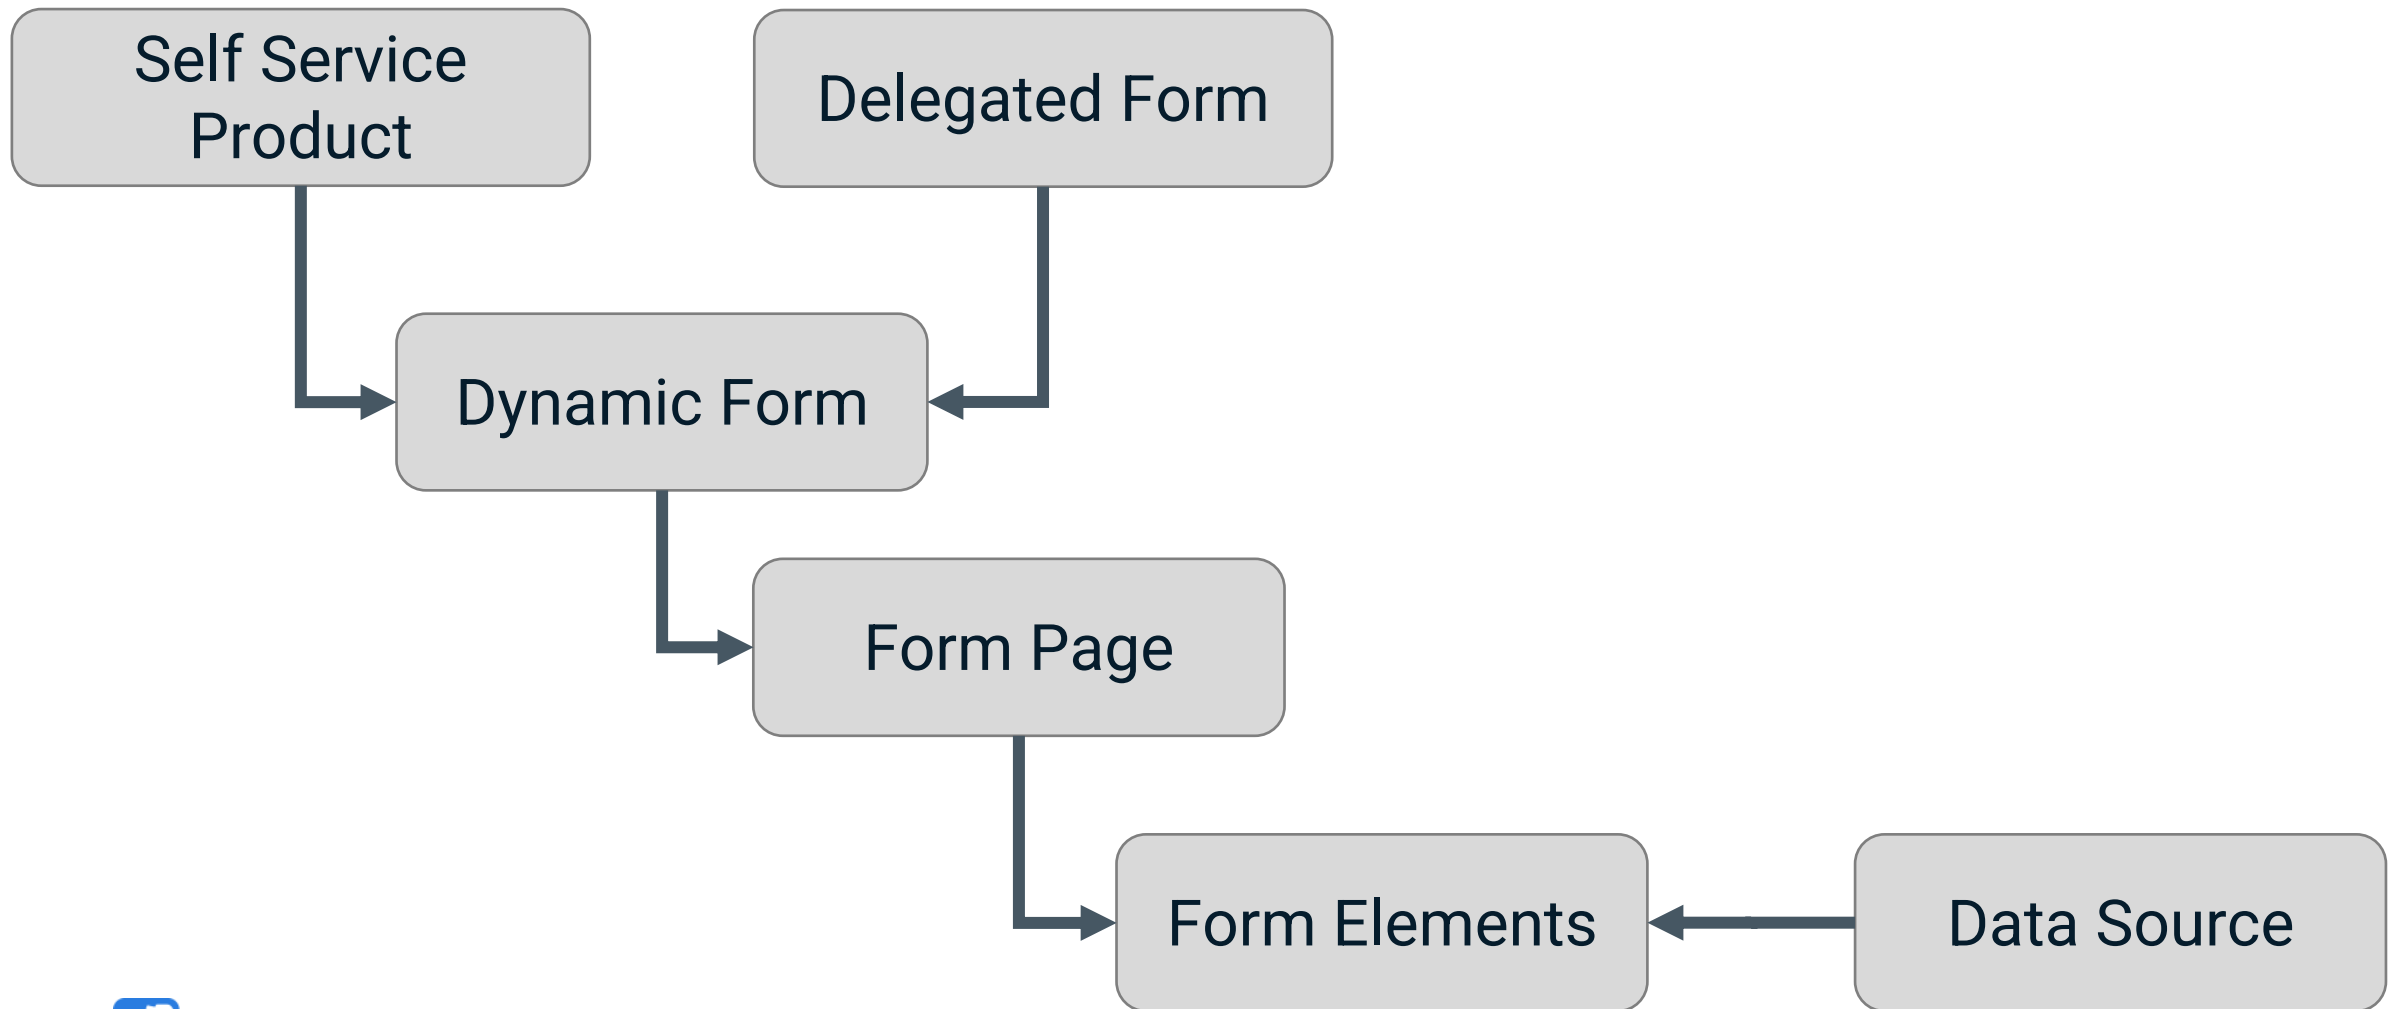 Self Service
Product
Delegated Form
Dynamic Form
Form Page
Form Elements
Data Source